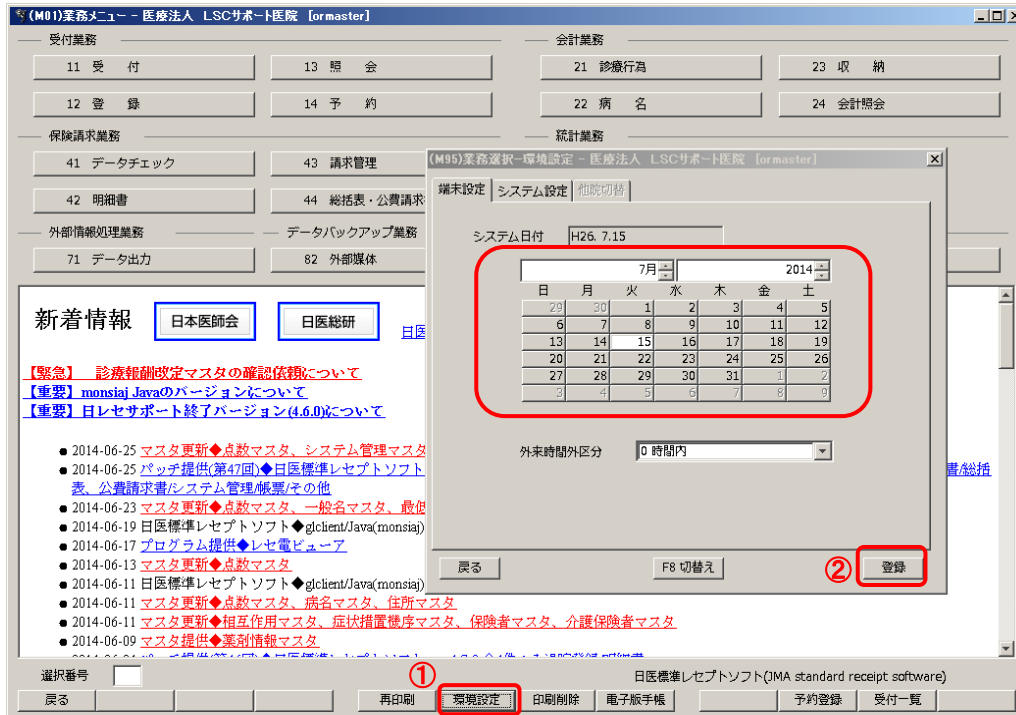 (M01)業務メニュー - 医療法人 LSCサポート医院 [ormaster]
受付業務
会計業務
11 受 付
13 照 会
21 診療行為
23 収 納
12 登 録
14 予 約
22 病 名
24 会計照会
保険請求業務
統計業務
41 データチェック
43 請求管理
42 明細書
44 総括表・公費請求
外部情報処理業務
データバックアップ業務
71 データ出力
82 外部媒体
(M95)業務選択-環境設定 - 医療法人 LSCサポート医院 [ormaster]
端末設定
システム設定
他院切替
システム日付 H26. 7.15
7月 2014
日 月 火 水 木 金 土
29 30 1 2 3 4 5
6 7 8 9 10 11 12
13 14 15 16 17 18 19
20 21 22 23 24 25 26
27 28 29 30 31 1 2
3 4 5 6 7 8 9
外来時間外区分 0 時間内
戻る
F8 切替え
② 登録
新着情報
日本医師会
日医総研
日医
【緊急】 診療報酬改定マスタの確認依頼について
【重要】monsiaj Javaのバージョンについて
【重要】日レセサポート終了バージョン(4.6.0)について
2014-06-25 マスタ更新◆点数マスタ、システム管理マスタ
2014-06-25 パッチ提供(第47回)◆日医標準レセプトソフト
書/総括
表、公費請求書/システム管理/帳票/その他
2014-06-23 マスタ更新◆点数マスタ、一般名マスタ、最低
2014-06-19 日医標準レセプトソフト◆glclient/Java(monsiaj)
2014-06-17 プログラム提供◆レセ電ビューア
2014-06-13 マスタ更新◆点数マスタ
2014-06-11 日医標準レセプトソフト◆glclient/Java(monsiaj)
2014-06-11 マスタ更新◆点数マスタ、病名マスタ、住所マスタ
2014-06-11 マスタ更新◆相互作用マスタ、症状措置機序マスタ、保険者マスタ、介護保険者マスタ
2014-06-09 マスタ提供◆薬剤情報マスタ
選択番号
①
日医標準レセプトソフト(JMA standard receipt software)
戻る
再印刷
環境設定
印刷削除
電子版手帳
予約登録
受付一覧